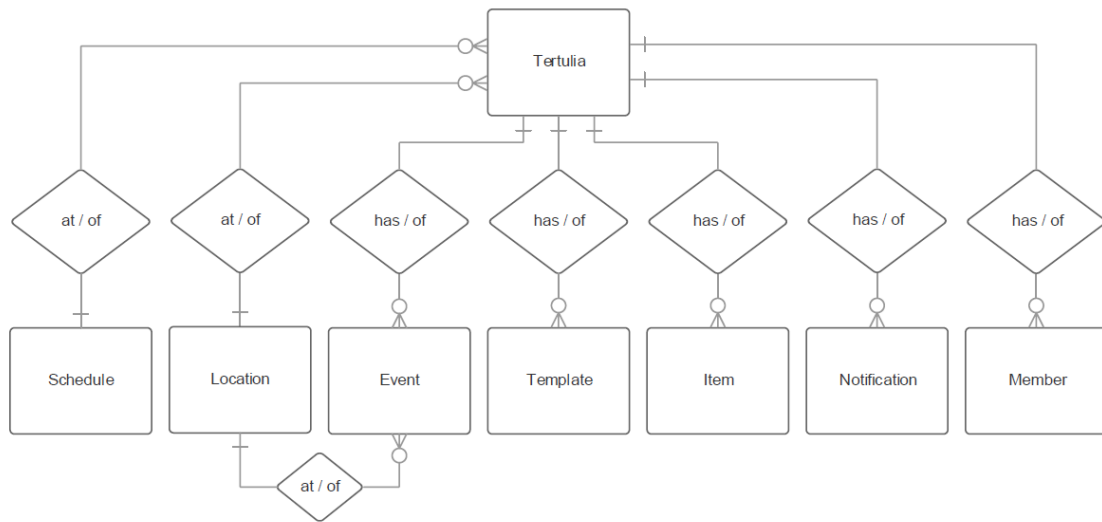 Tertulia
at / of
at / of
has / of
has / of
has / of
has / of
has / of
Schedule
Location
Event
Template
Item
Notification
Member
at / of